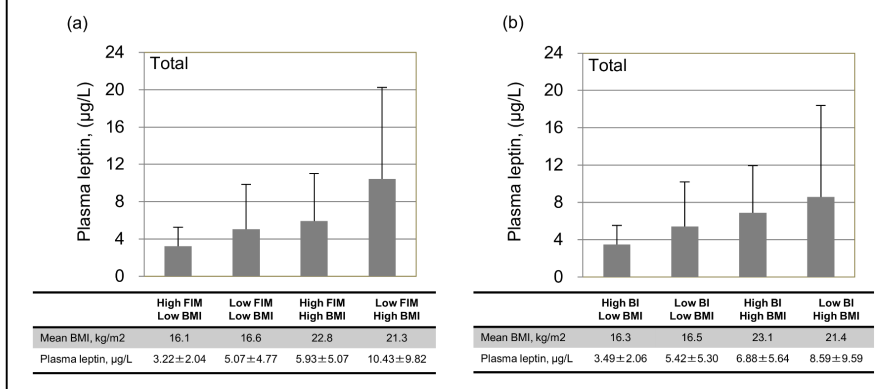 (a)
Plasma leptin, (µg/L)
24
20
16
12
8
4
0
Total
High FIM Low FIM High FIM Low FIM
Low BMI Low BMI High BMI High BMI
Mean BMI, kg/m2 16.1 16.6 22.8 21.3
Plasma leptin, µg/L 3.22±2.04 5.07±4.77 5.93±5.07 10.43±9.82
(b)
Plasma leptin, (µg/L)
24
20
16
12
8
4
0
Total
High BI Low BI High BI Low BI
Low BMI Low BMI High BMI High BMI
Mean BMI, kg/m2 16.3 16.5 23.1 21.4
Plasma leptin, µg/L 3.49±2.06 5.42±5.30 6.88±5.64 8.59±9.59